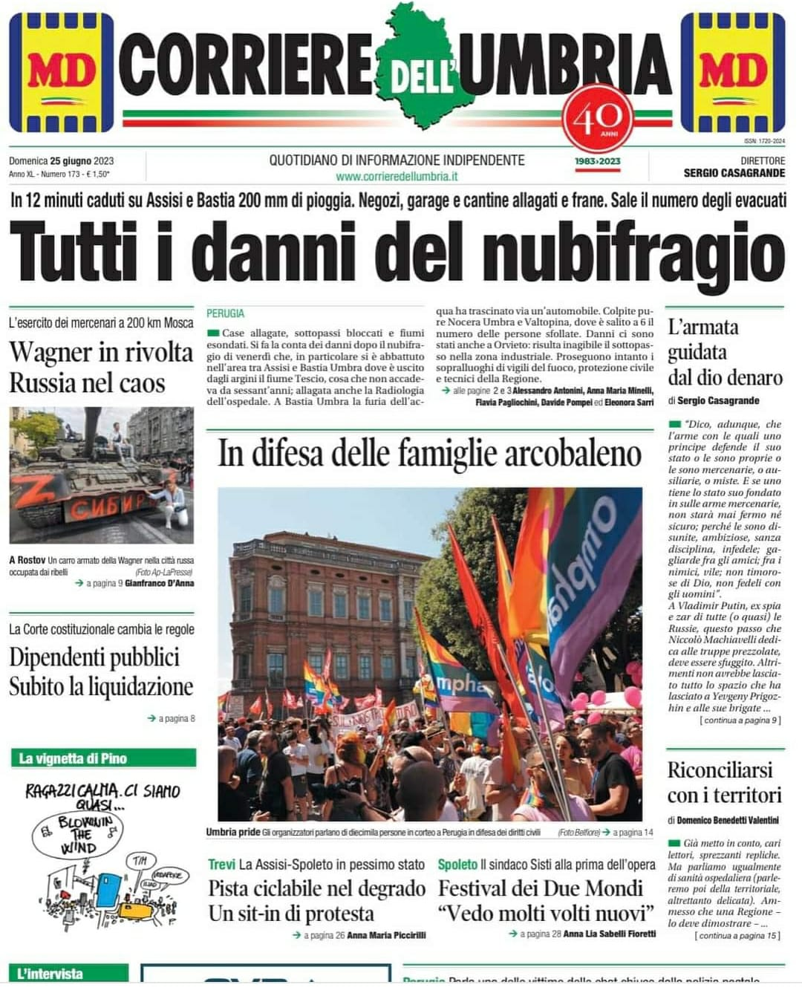 MD
CORRIERE DELL'UMBRIA
MD
40
ANNI
ISSN: 1720-2024
Domenica 25 giugno 2023
Anno XL - Numero 173 - € 1,50*
QUOTIDIANO DI INFORMAZIONE INDIPENDENTE
www.corrieredellumbria.it
1983›2023
DIRETTORE
SERGIO CASAGRANDE
In 12 minuti caduti su Assisi e Bastia 200 mm di pioggia. Negozi, garage e cantine allagati e frane. Sale il numero degli evacuati
Tutti i danni del nubifragio
L'esercito dei mercenari a 200 km Mosca
Wagner in rivolta
Russia nel caos
СИБИРЬ
A Rostov Un carro armato della Wagner nella città russa
occupata dai ribelli (Foto Ap-LaPresse)
→ a pagina 9 Gianfranco D'Anna
La Corte costituzionale cambia le regole
Dipendenti pubblici
Subito la liquidazione
→ a pagina 8
La vignetta di Pino
RAGAZZI CALMA. CI SIAMO
QUASI...
BLOWNIN
THE
WIND
TIM
VODAFONE
ILIAD
PERUGIA
Case allagate, sottopassi bloccati e fiumi
esondati. Si fa la conta dei danni dopo il nubifra-
gio di venerdì che, in particolare si è abbattuto
nell'area tra Assisi e Bastia Umbra dove è uscito
dagli argini il fiume Tescio, cosa che non accade-
va da sessant'anni; allagata anche la Radiologia
dell'ospedale. A Bastia Umbra la furia dell'ac-
qua ha trascinato via un'automobile. Colpite pu-
re Nocera Umbra e Valtopina, dove è salito a 6 il
numero delle persone sfollate. Danni ci sono
stati anche a Orvieto: risulta inagibile il sottopas-
so nella zona industriale. Proseguono intanto i
sopralluoghi di vigili del fuoco, protezione civile
e tecnici della Regione.
→ alle pagine 2 e 3 Alessandro Antonini, Anna Maria Minelli,
Flavia Pagliochini, Davide Pompei ed Eleonora Sarri
In difesa delle famiglie arcobaleno
Omphalo
mpha
alo
Umbria pride Gli organizzatori parlano di diecimila persone in corteo a Perugia in difesa dei diritti civili (Foto Belfiore) → a pagina 14
Trevi La Assisi-Spoleto in pessimo stato
Pista ciclabile nel degrado
Un sit-in di protesta
→ a pagina 26 Anna Maria Piccirilli
Spoleto Il sindaco Sisti alla prima dell'opera
Festival dei Due Mondi
“Vedo molti volti nuovi”
→ a pagina 28 Anna Lia Sabelli Fioretti
L'armata
guidata
dal dio denaro
di Sergio Casagrande
“Dico, adunque, che
l'arme con le quali uno
principe defende il suo
stato o le sono proprie o
le sono mercenarie, o au-
siliarie, o miste. E se uno
tiene lo stato suo fondato
in sulle arme mercenarie,
non starà mai fermo né
sicuro; perché le sono di-
sunite, ambiziose, sanza
disciplina, infedele; ga-
gliarde fra gli amici; fra i
nimici, vile; non timoro-
se di Dio, non fedeli con
gli uomini”.
A Vladimir Putin, ex spia
e zar di tutte (o quasi) le
Russie, questo passo che
Niccolò Machiavelli dedi-
ca alle truppe prezzolate,
deve essere sfuggito. Altri-
menti non avrebbe lascia-
to tutto lo spazio che ha
lasciato a Yevgeny Prigoz-
hin e alle sue brigate ...
[ continua a pagina 9 ]
Riconciliarsi
con i territori
di Domenico Benedetti Valentini
Già metto in conto, cari
lettori, sprezzanti repliche.
Ma parliamo ugualmente
di sanità ospedaliera (parle-
remo poi della territoriale,
altrettanto delicata). Am-
messo che una Regione –
lo deve dimostrare – ...
[ continua a pagina 15 ]
L'intervista